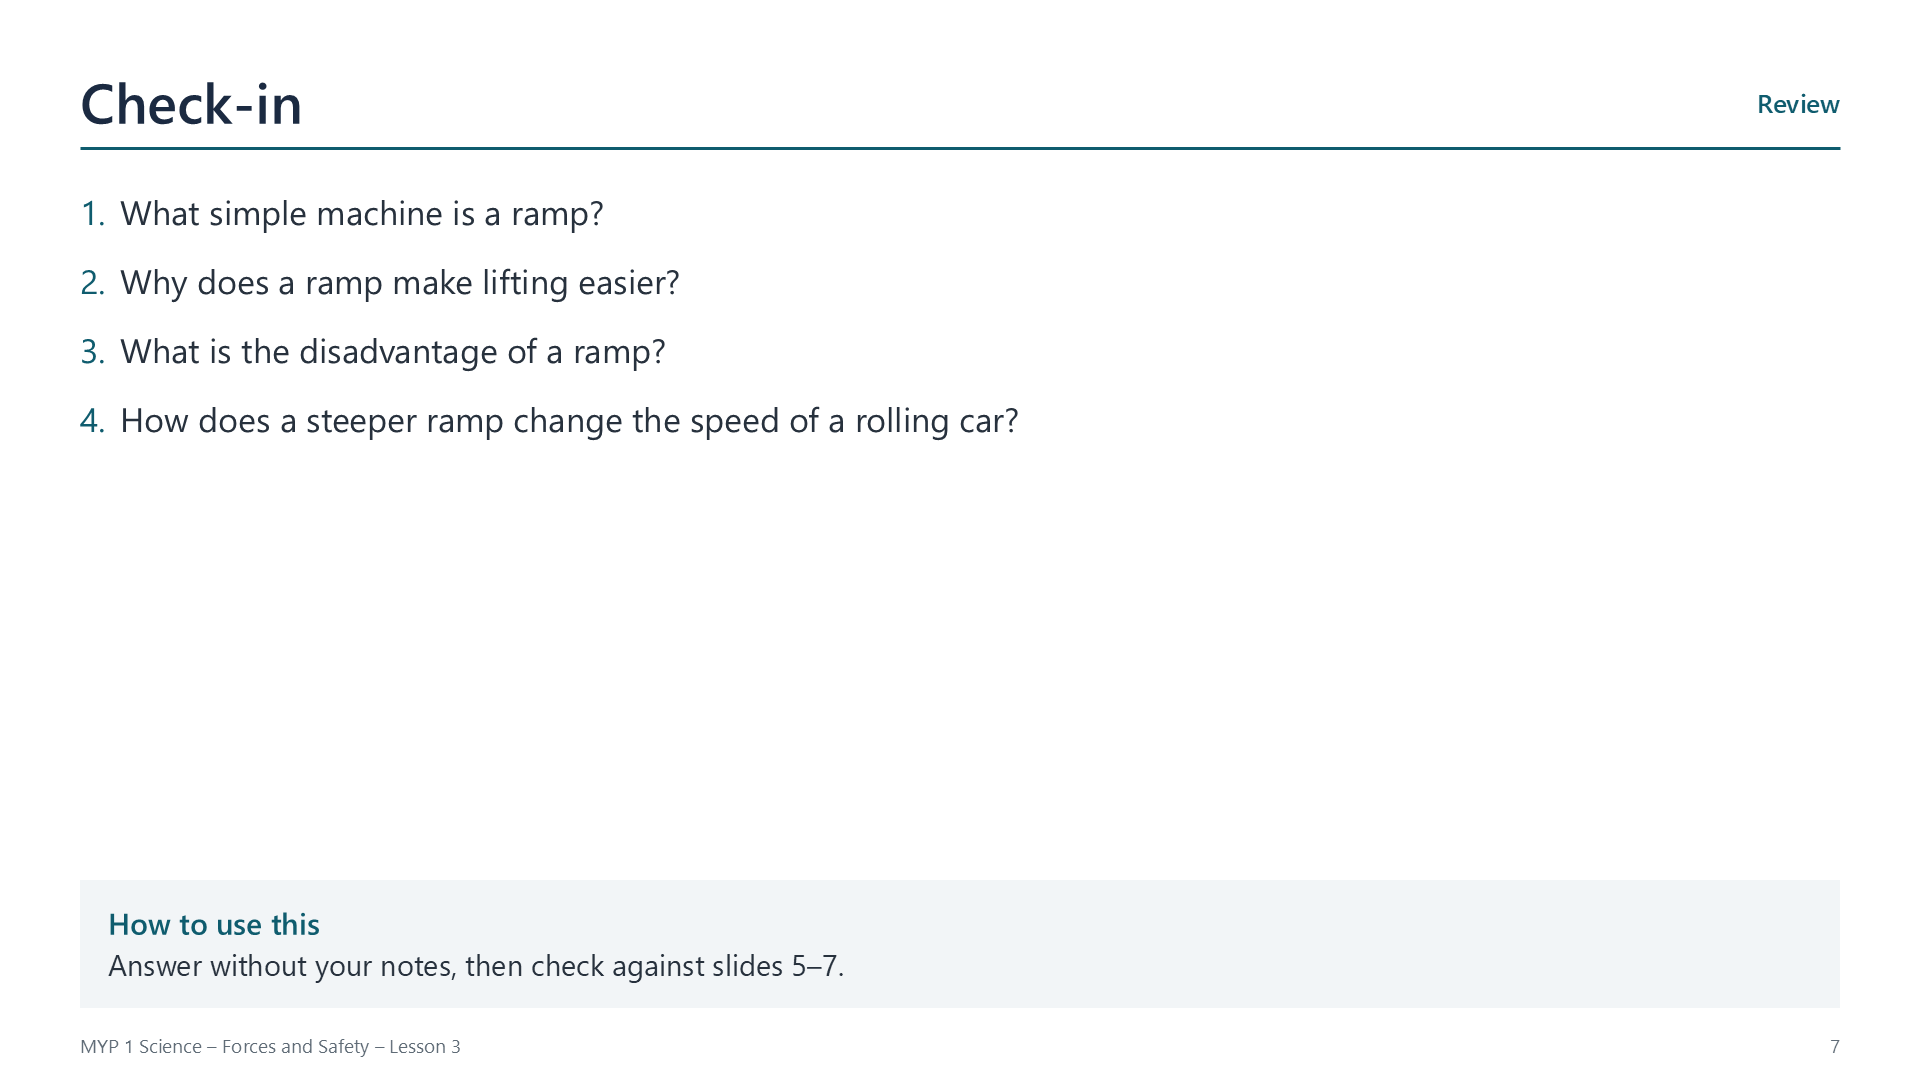 Check-in
Review
1. What simple machine is a ramp?
2. Why does a ramp make lifting easier?
3. What is the disadvantage of a ramp?
4. How does a steeper ramp change the speed of a rolling car?
How to use this
Answer without your notes, then check against slides 5–7.
MYP 1 Science – Forces and Safety – Lesson 3
7